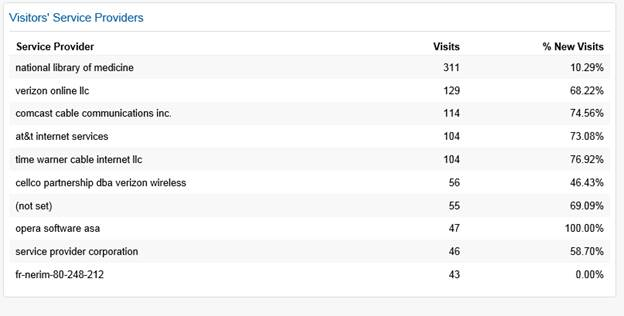 Visitors' Service Providers
Service Provider Visits % New Visits
national library of medicine 311 10.29%
verizon online llc 129 68.22%
comcast cable communications inc. 114 74.56%
at&t internet services 104 73.08%
time warner cable internet llc 104 76.92%
cellco partnership dba verizon wireless 56 46.43%
(not set) 55 69.09%
opera software asa 47 100.00%
service provider corporation 46 58.70%
fr-nerim-80-248-212 43 0.00%